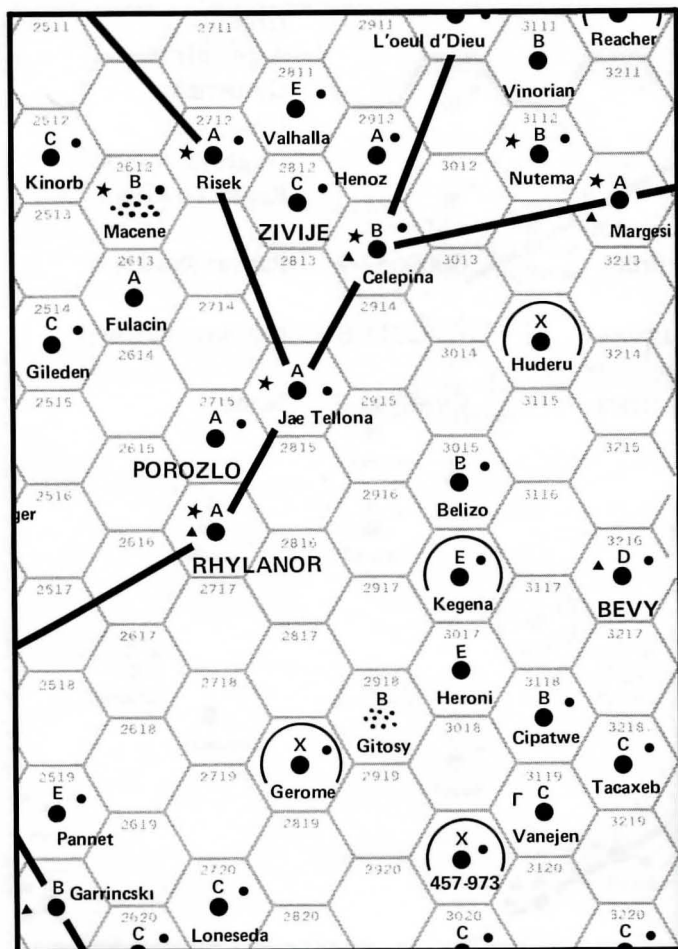 2511
2711
2911
3111
L'oeul d'Dieu
B
Vinorian
Reacher
2811
E
Valhalla
3211
2512
C
Kinorb
2712
A
Risek
2912
A
Henoz
3112
B
Nutema
2612
B
Macene
2812
C
ZIVIJE
3012
A
Margesi
2513
B
Celepina
2613
A
Fulacin
2813
3013
3213
2514
C
Gileden
2714
2914
X
Huderu
2614
A
Jae Tellona
3014
3214
2515
2715
A
POROZLO
2915
3115
2615
2815
3015
B
Belizo
3215
2516
ger
A
RHYLANOR
2916
3116
2616
2816
E
Kegena
3216
D
BEVY
2517
2717
2917
3117
2617
2817
3017
E
Heroni
3217
2518
2718
2918
B
Gitosy
3118
B
Cipatwe
2618
X
Gerome
3018
3218
C
Tacaxeb
2519
E
Pannet
2719
2919
3119
C
Vanejen
2619
2819
X
457-973
3219
B
Garrincski
2720
C
Loneseda
2920
3120
2620
C
2820
3020
C
3220
C